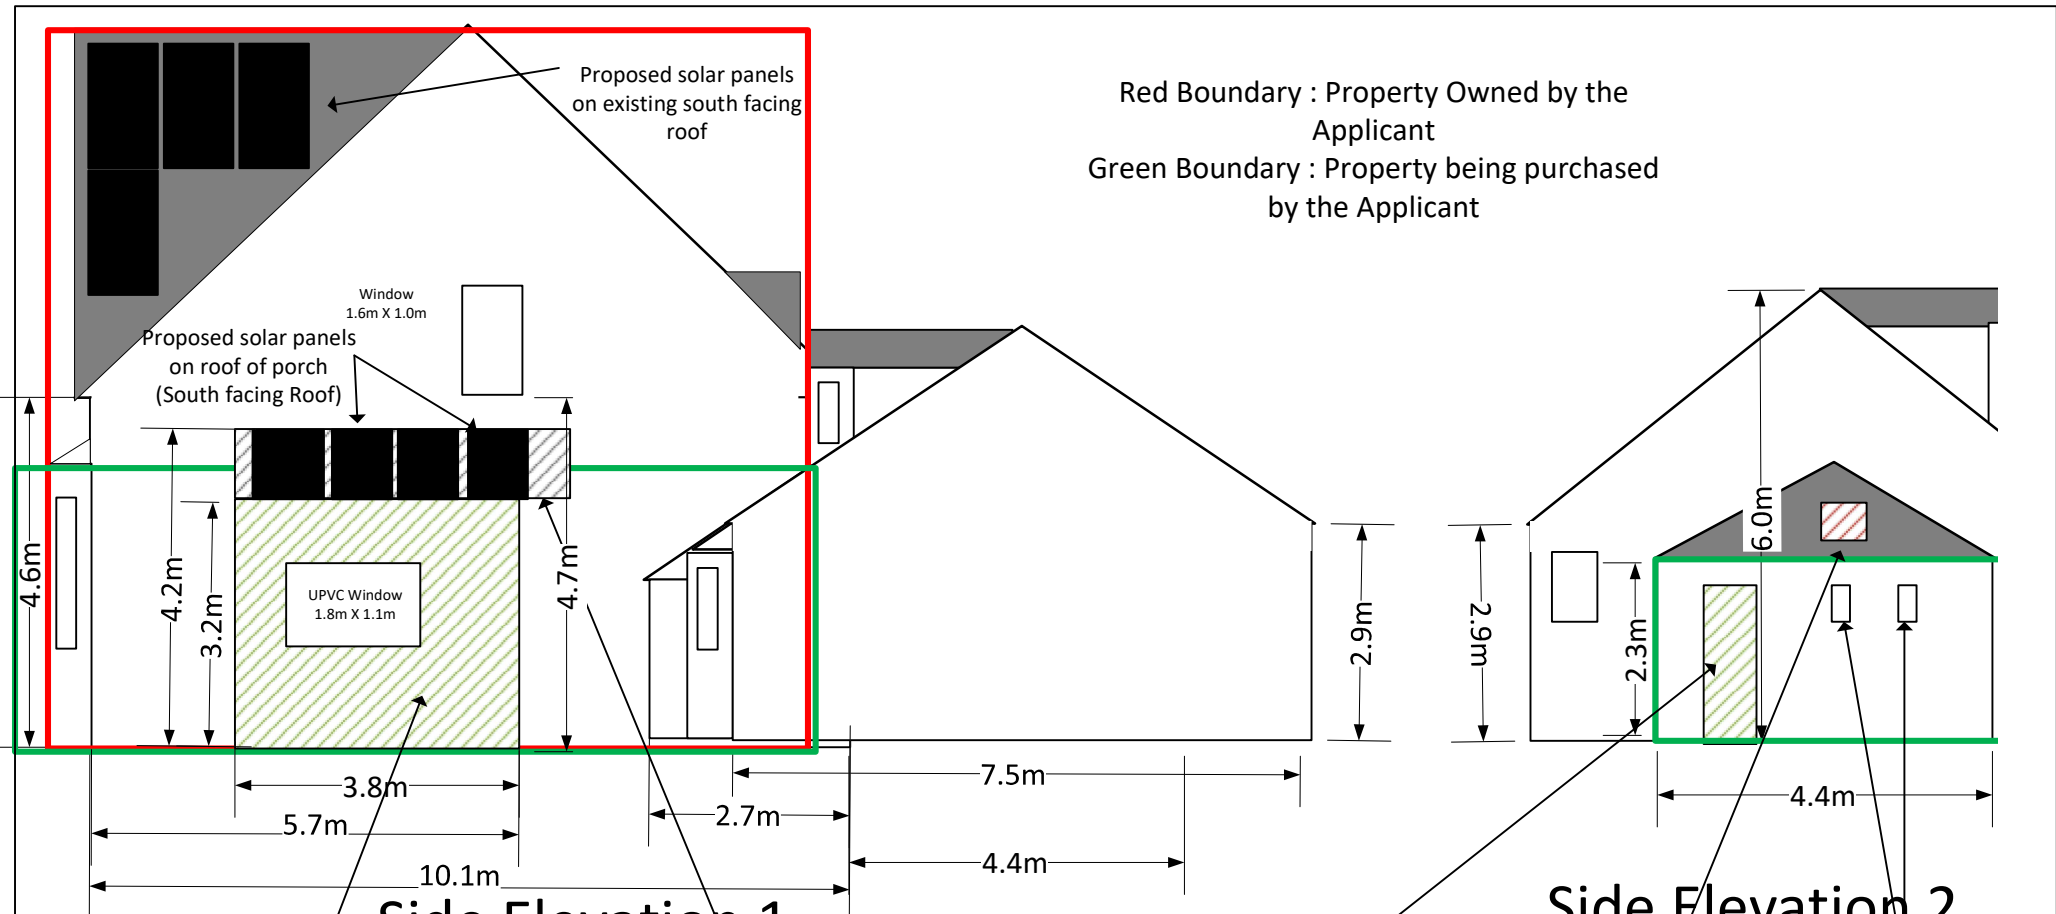 Proposed solar panels
on existing south facing
roof
Red Boundary : Property Owned by the
Applicant
Green Boundary : Property being purchased
by the Applicant
Window
1.6m X 1.0m
Proposed solar panels
on roof of porch
(South facing Roof)
UPVC Window
1.8m X 1.1m
4.6m
4.2m
3.2m
4.7m
2.9m
2.9m
2.3m
6.0m
3.8m
5.7m
10.1m
2.7m
7.5m
4.4m
4.4m
Side Elevation 1
Side Elevation 2